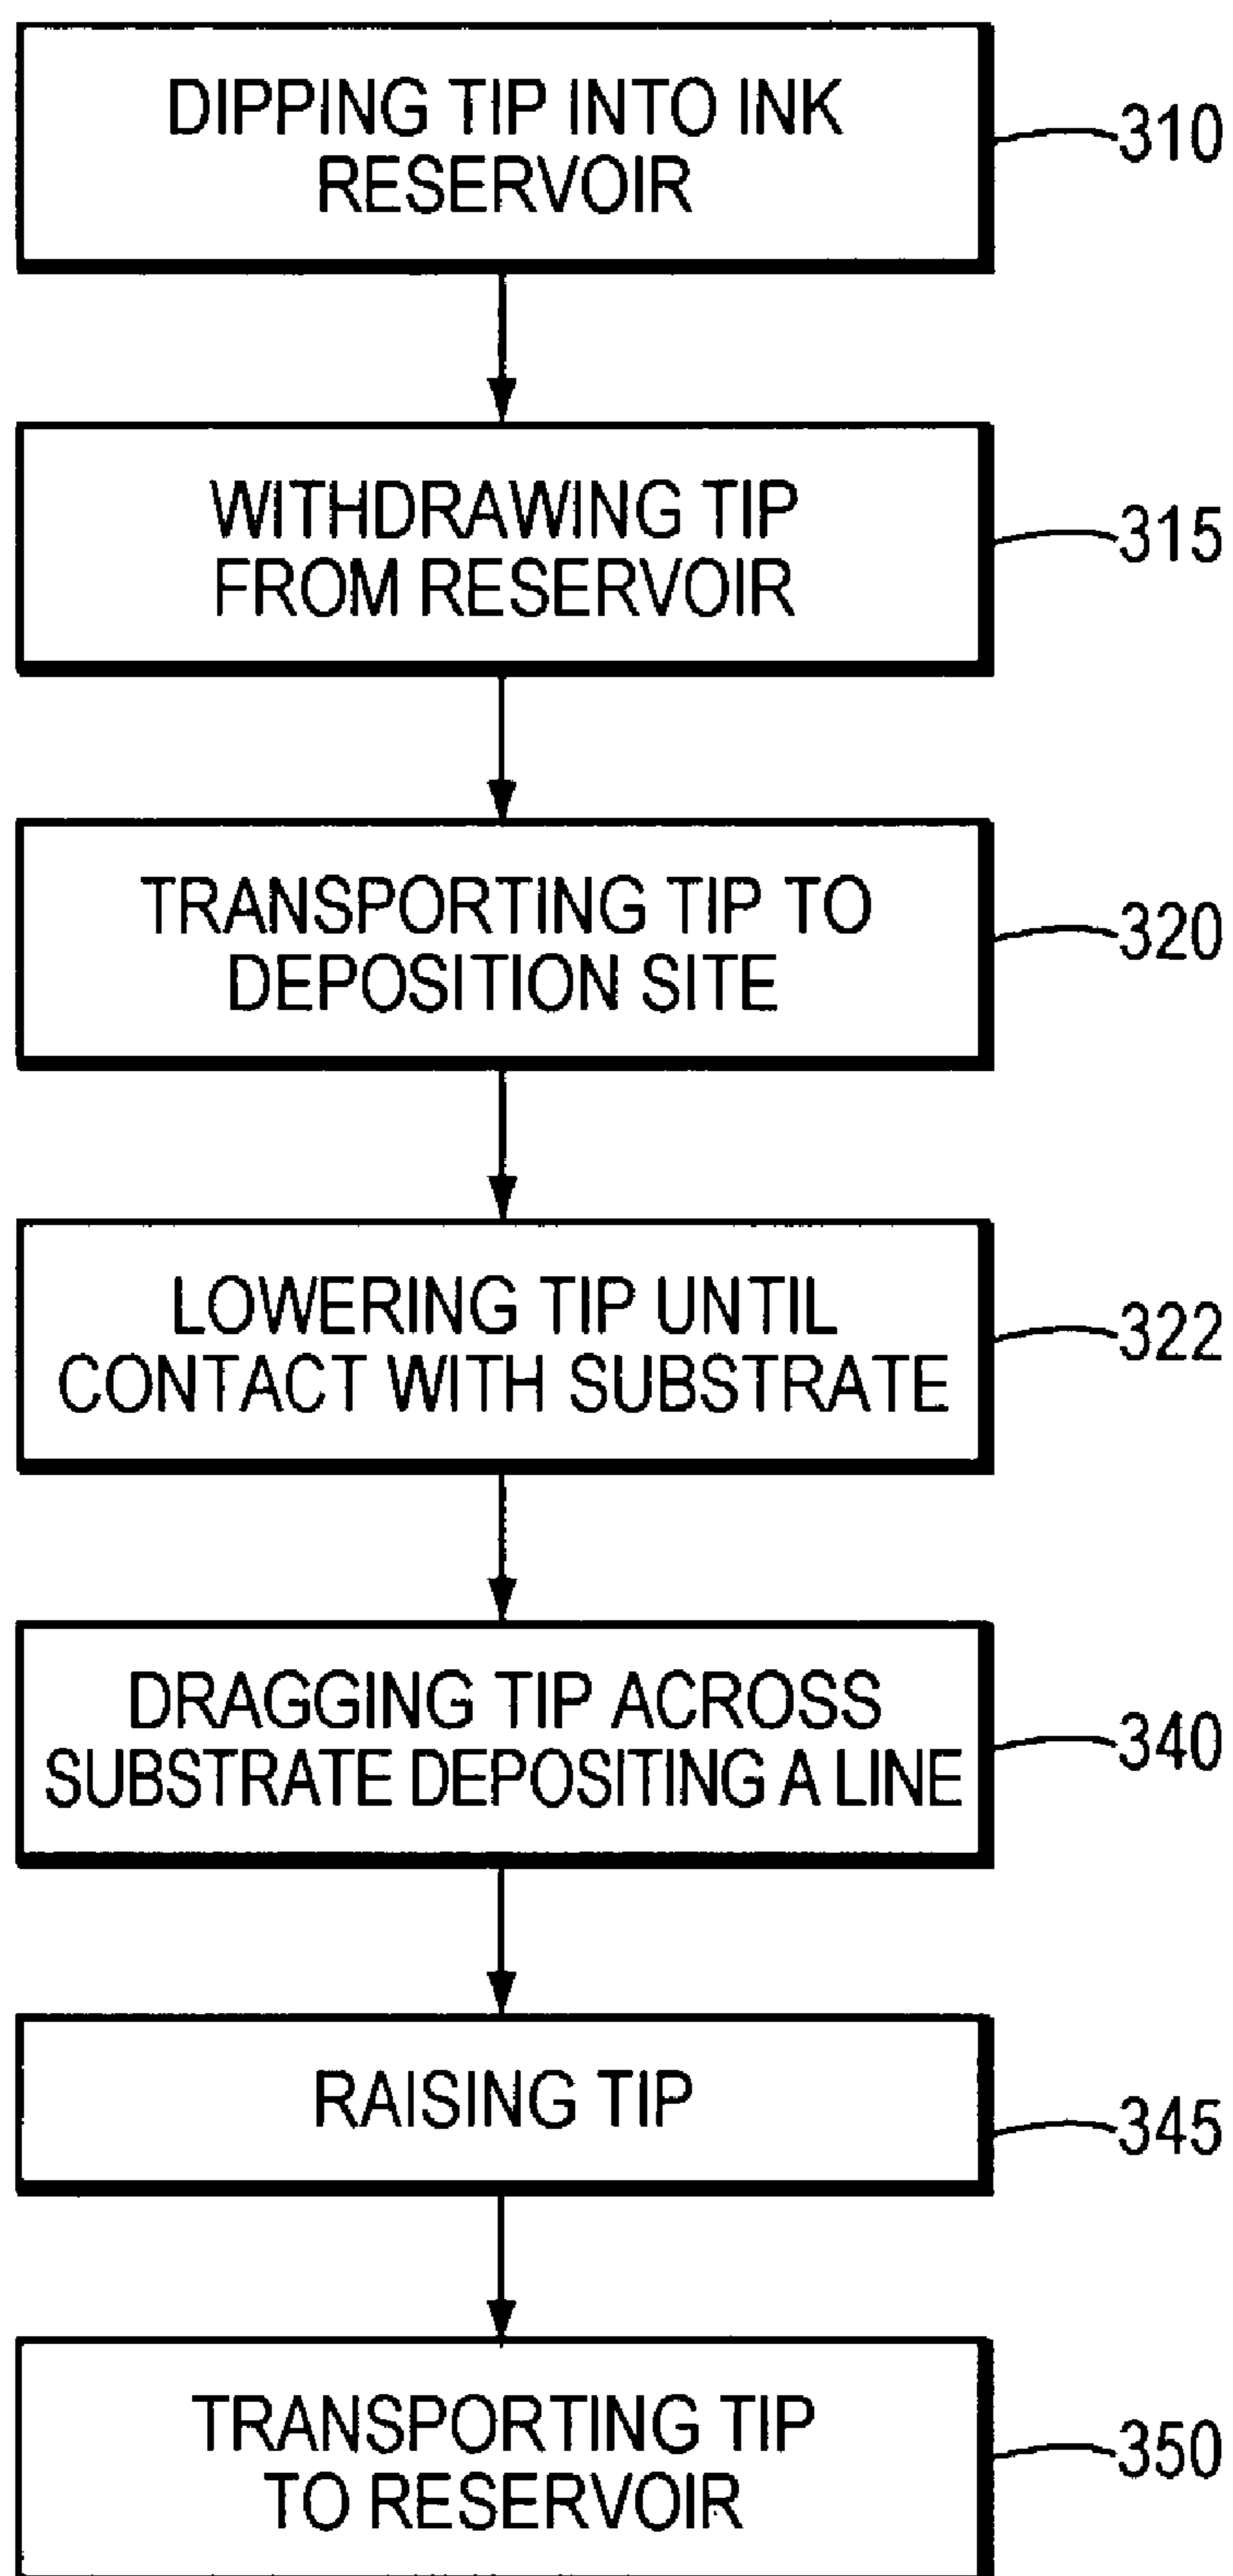 DIPPING TIP INTO INK
RESERVOIR
310
WITHDRAWING TIP
FROM RESERVOIR
315
TRANSPORTING TIP TO
DEPOSITION SITE
320
LOWERING TIP UNTIL
CONTACT WITH SUBSTRATE
322
DRAGGING TIP ACROSS
SUBSTRATE DEPOSITING A LINE
340
RAISING TIP
345
TRANSPORTING TIP
TO RESERVOIR
350